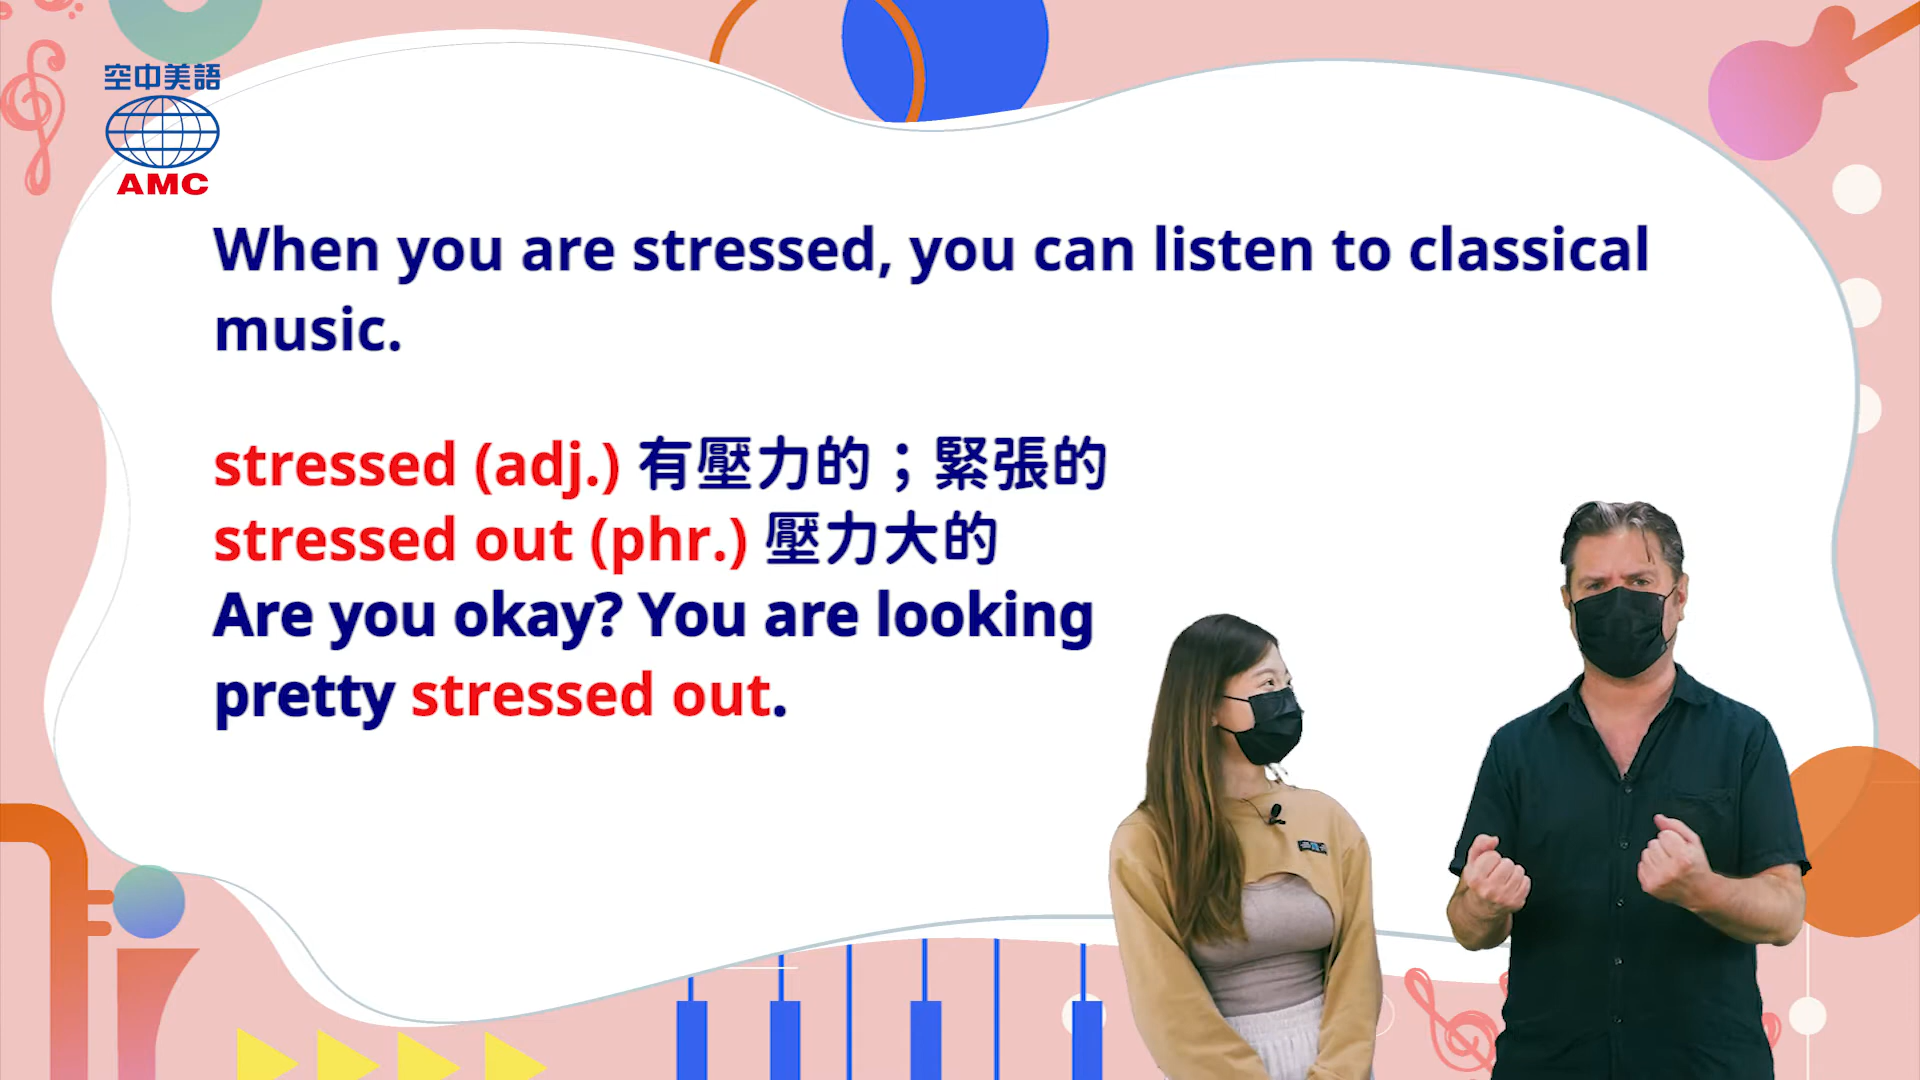 空中美語
AMC
When you are stressed, you can listen to classical
music.
stressed (adj.) 有壓力的；緊張的
stressed out (phr.) 壓力大的
Are you okay? You are looking
pretty stressed out.